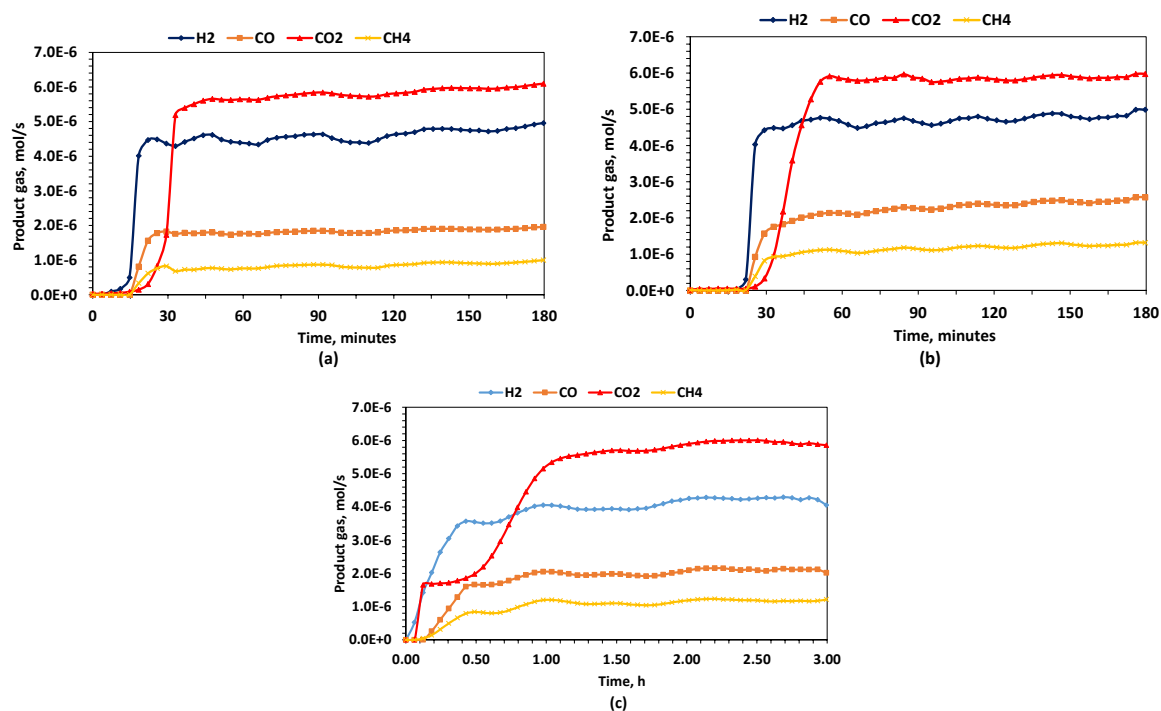 H2 CO CO2 CH4
7.0E-6
6.0E-6
5.0E-6
4.0E-6
3.0E-6
2.0E-6
1.0E-6
0.0E+0
Product gas, mol/s
0 30 60 90 120 150 180
Time, minutes
(a)
H2 CO CO2 CH4
7.0E-6
6.0E-6
5.0E-6
4.0E-6
3.0E-6
2.0E-6
1.0E-6
0.0E+0
Product gas, mol/s
0 30 60 90 120 150 180
Time, minutes
(b)
H2 CO CO2 CH4
7.0E-6
6.0E-6
5.0E-6
4.0E-6
3.0E-6
2.0E-6
1.0E-6
0.0E+0
Product gas, mol/s
0.00 0.50 1.00 1.50 2.00 2.50 3.00
Time, h
(c)